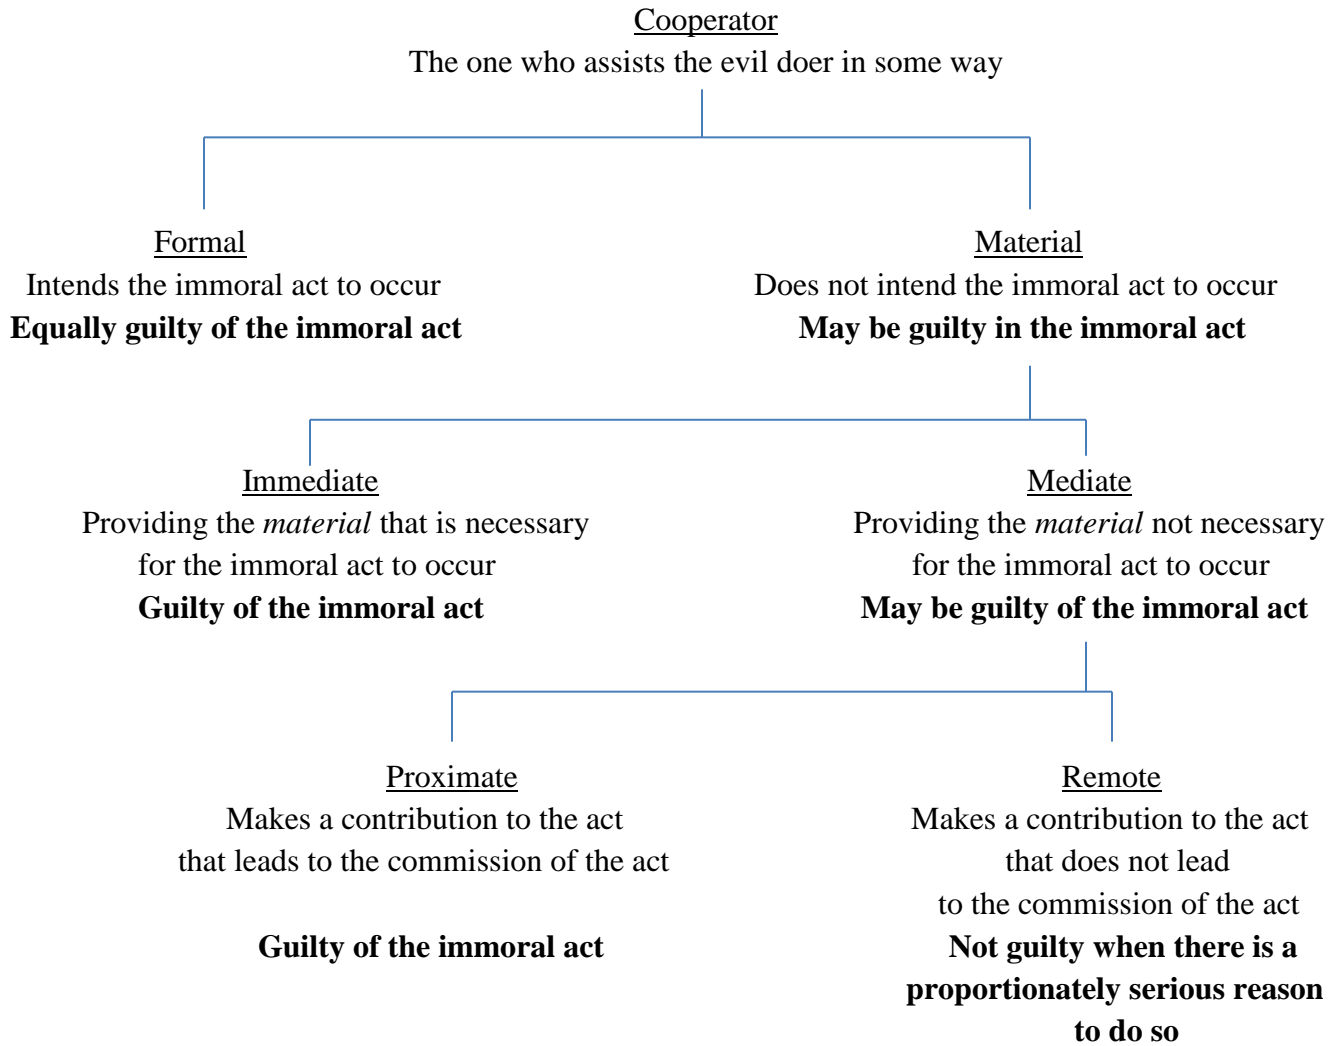 Cooperator
The one who assists the evil doer in some way
Formal
Intends the immoral act to occur
Equally guilty of the immoral act
Material
Does not intend the immoral act to occur
May be guilty in the immoral act
Immediate
Providing the material that is necessary
for the immoral act to occur
Guilty of the immoral act
Mediate
Providing the material not necessary
for the immoral act to occur
May be guilty of the immoral act
Proximate
Makes a contribution to the act
that leads to the commission of the act
Guilty of the immoral act
Remote
Makes a contribution to the act
that does not lead
to the commission of the act
Not guilty when there is a
proportionately serious reason
to do so